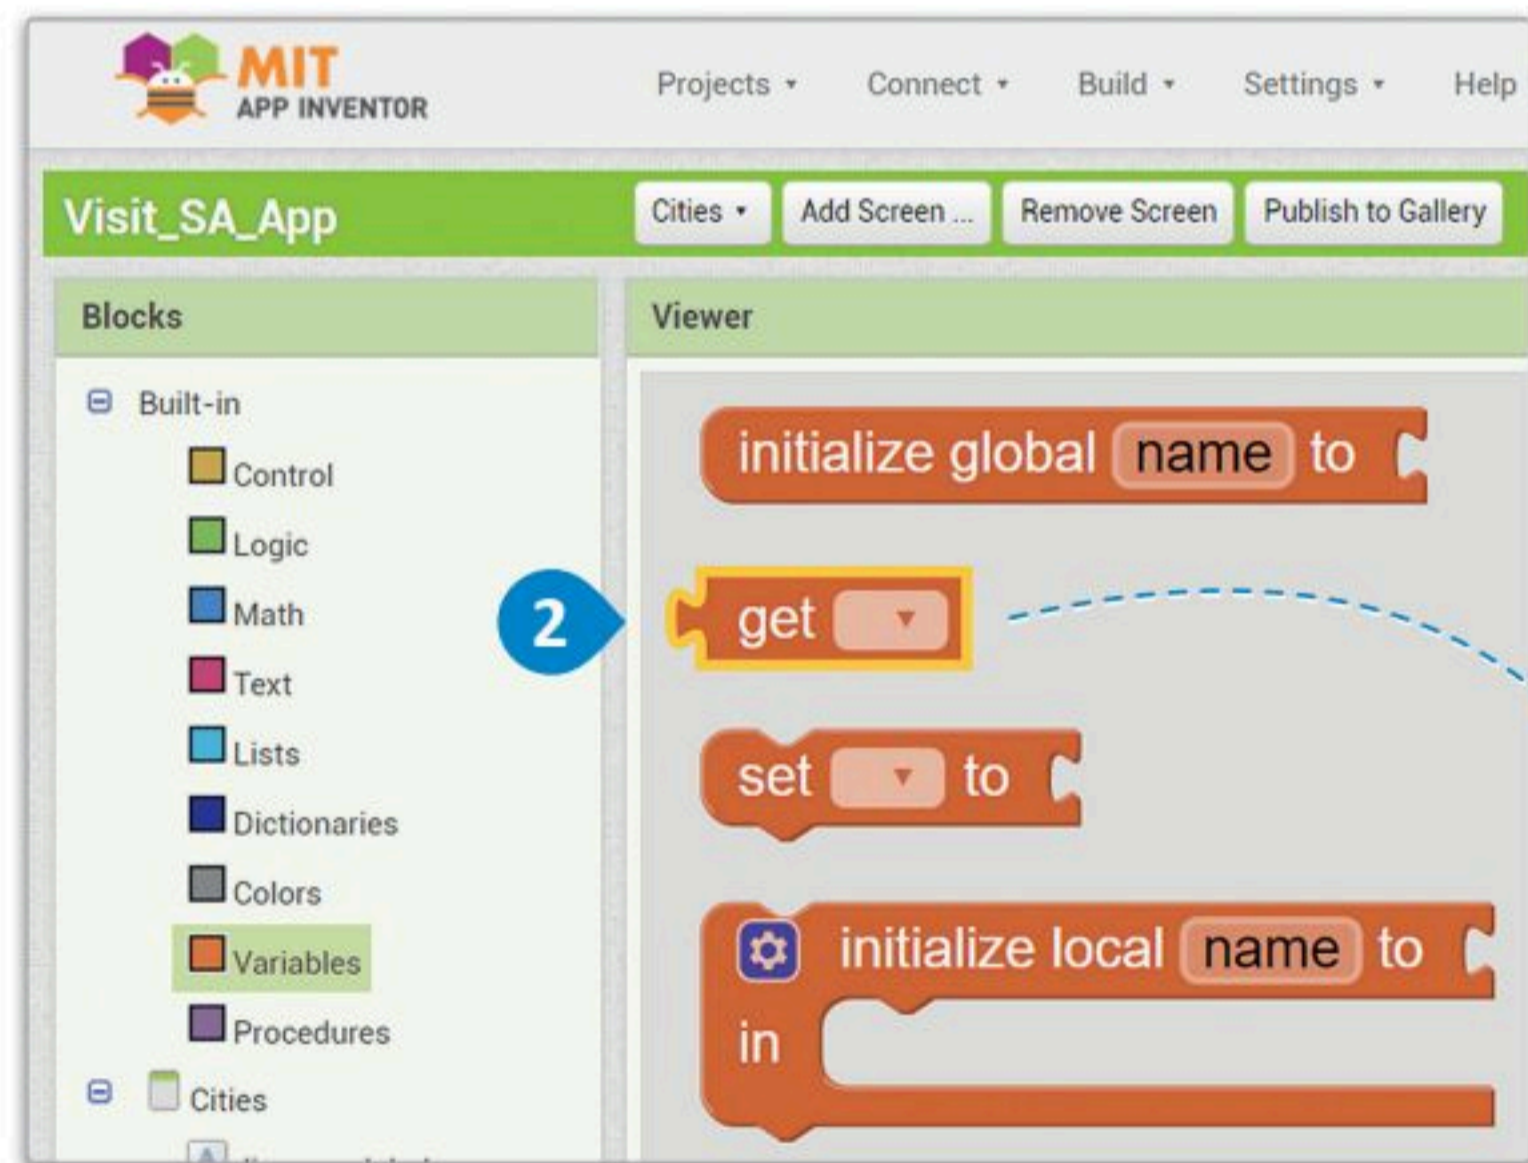 MIT
APP INVENTOR
Projects Connect Build Settings Help
Visit_SA_App
Cities Add Screen ... Remove Screen Publish to Gallery
Blocks
Viewer
Built-in
Control
Logic
Math
Text
Lists
Dictionaries
Colors
Variables
Procedures
Cities
initialize global name to
2
get
set to
initialize local name to
in